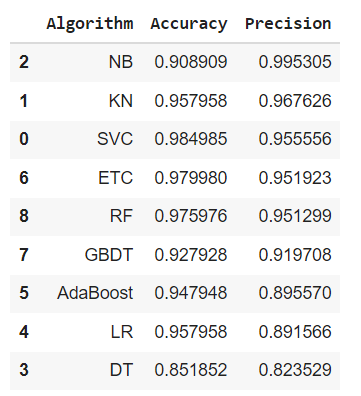 Algorithm Accuracy Precision
2 NB 0.908909 0.995305
1 KN 0.957958 0.967626
0 SVC 0.984985 0.955556
6 ETC 0.979980 0.951923
8 RF 0.975976 0.951299
7 GBDT 0.927928 0.919708
5 AdaBoost 0.947948 0.895570
4 LR 0.957958 0.891566
3 DT 0.851852 0.823529